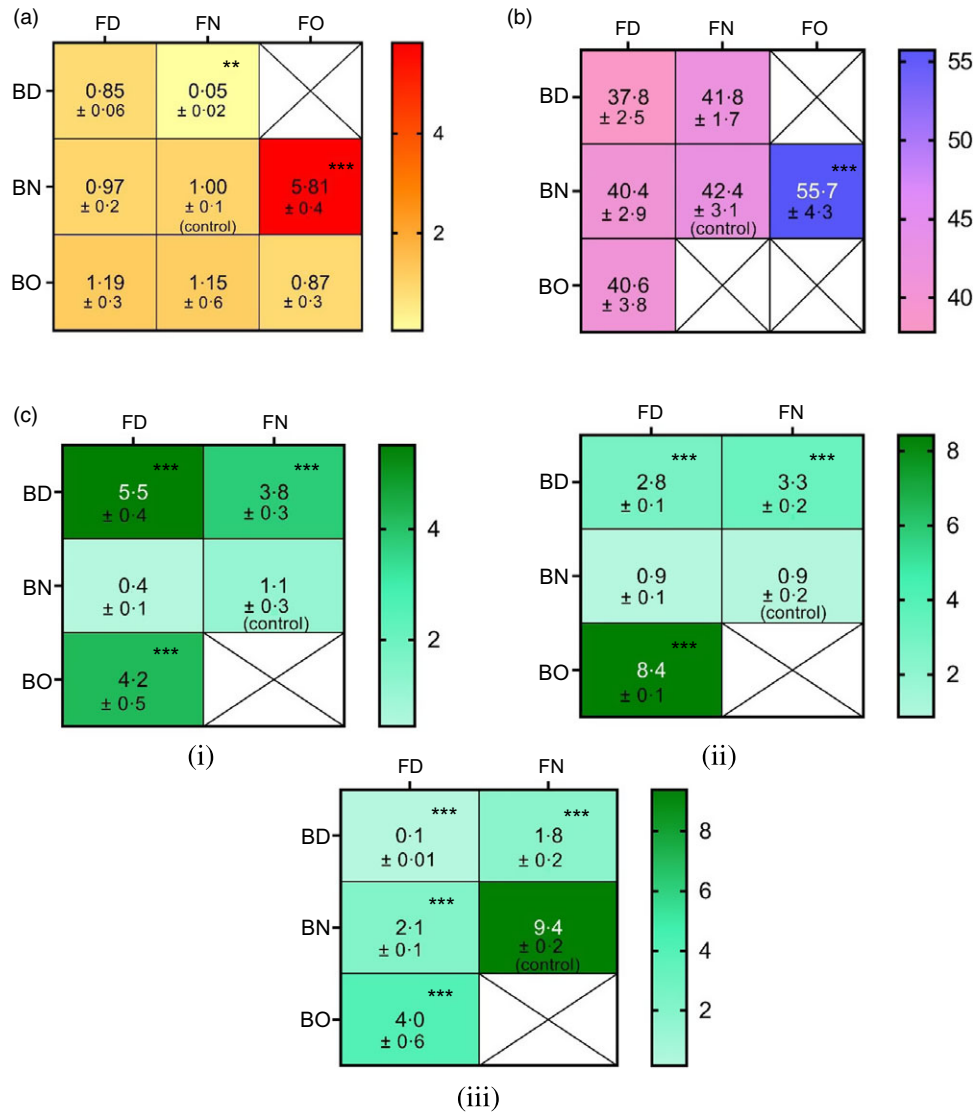 (a)
FD FN FO
BD 0·85 ± 0·06 0·05 ± 0·02 **
BN 0·97 ± 0·2 1·00 ± 0·1 (control) 5·81 ± 0·4 ***
BO 1·19 ± 0·3 1·15 ± 0·6 0·87 ± 0·3
4
2
(b)
FD FN FO
BD 37·8 ± 2·5 41·8 ± 1·7
BN 40·4 ± 2·9 42·4 ± 3·1 (control) 55·7 ± 4·3 ***
BO 40·6 ± 3·8
55
50
45
40
(c)
FD FN
BD 5·5 ± 0·4 *** 3·8 ± 0·3 ***
BN 0·4 ± 0·1 1·1 ± 0·3 (control)
BO 4·2 ± 0·5 ***
4
2
(i)
FD FN
BD 2·8 ± 0·1 *** 3·3 ± 0·2 ***
BN 0·9 ± 0·1 0·9 ± 0·2 (control)
BO 8·4 ± 0·1 ***
8
6
4
2
(ii)
FD FN
BD 0·1 ± 0·01 *** 1·8 ± 0·2 ***
BN 2·1 ± 0·1 *** 9·4 ± 0·2 (control)
BO 4·0 ± 0·6 ***
8
6
4
2
(iii)